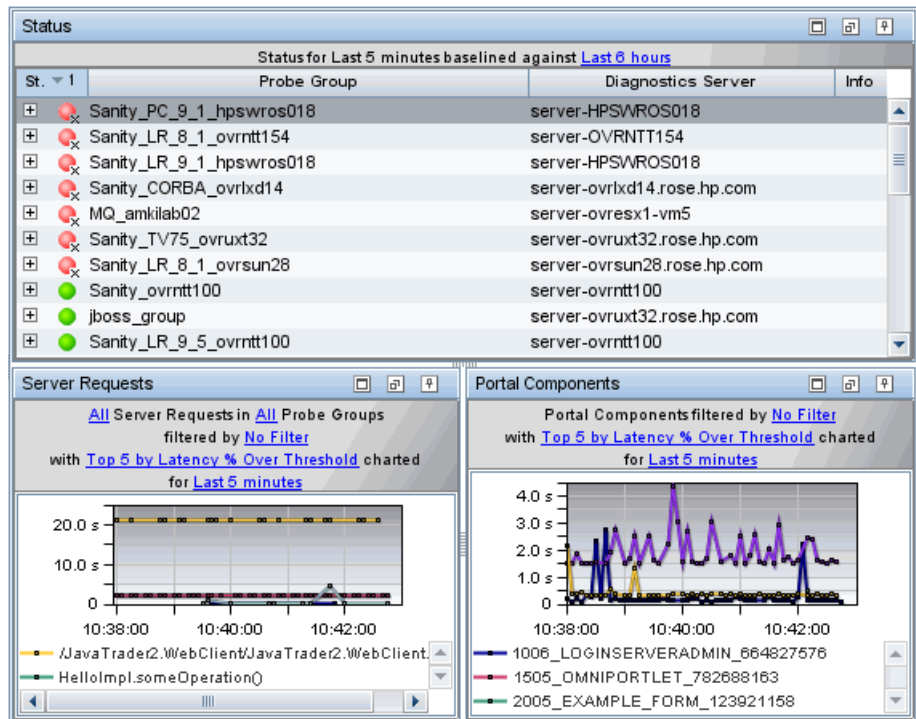 Status
Status for Last 5 minutes baselined against Last 6 hours
St. 1 Probe Group Diagnostics Server Info
Sanity_PC_9_1_hpswros018 server-HPSWROS018
Sanity_LR_8_1_ovrntt154 server-OVRNTT154
Sanity_LR_9_1_hpswros018 server-HPSWROS018
Sanity_CORBA_ovrlxd14 server-ovrlxd14.rose.hp.com
MQ_amkilab02 server-ovresx1-vm5
Sanity_TV75_ovruxt32 server-ovruxt32.rose.hp.com
Sanity_LR_8_1_ovrsun28 server-ovrsun28.rose.hp.com
Sanity_ovrntt100 server-ovrntt100
jboss_group server-ovruxt32.rose.hp.com
Sanity_LR_9_5_ovrntt100 server-ovrntt100
Server Requests
All Server Requests in All Probe Groups
filtered by No Filter
with Top 5 by Latency % Over Threshold charted
for Last 5 minutes
20.0 s
10.0 s
0
10:38:00 10:40:00 10:42:00
/JavaTrader2.WebClient/JavaTrader2.WebClient.
HelloImpl.someOperation()
Portal Components
Portal Components filtered by No Filter
with Top 5 by Latency % Over Threshold charted
for Last 5 minutes
4.0 s
3.0 s
2.0 s
1.0 s
0
10:38:00 10:40:00 10:42:00
1006_LOGINSERVERADMIN_664827576
1505_OMNIPORTLET_782688163
2005_EXAMPLE_FORM_123921158